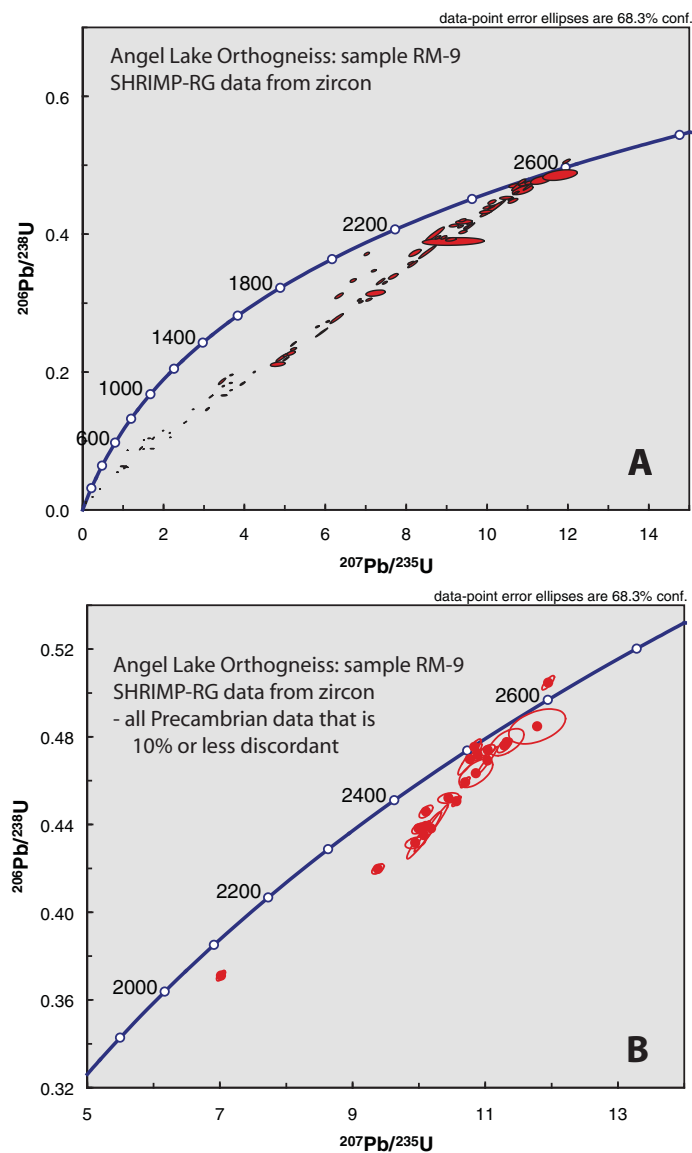 data-point error ellipses are 68.3% conf.
Angel Lake Orthogneiss: sample RM-9
SHRIMP-RG data from zircon
0.6
2600
0.4
2200
206Pb/238U
1800
1400
0.2
1000
600
A
0.0
0 2 4 6 8 10 12 14
207Pb/235U
data-point error ellipses are 68.3% conf.
0.52
Angel Lake Orthogneiss: sample RM-9
SHRIMP-RG data from zircon
- all Precambrian data that is
10% or less discordant
2600
0.48
2400
0.44
206Pb/238U
2200
0.40
2000
0.36
B
0.32
5 7 9 11 13
207Pb/235U